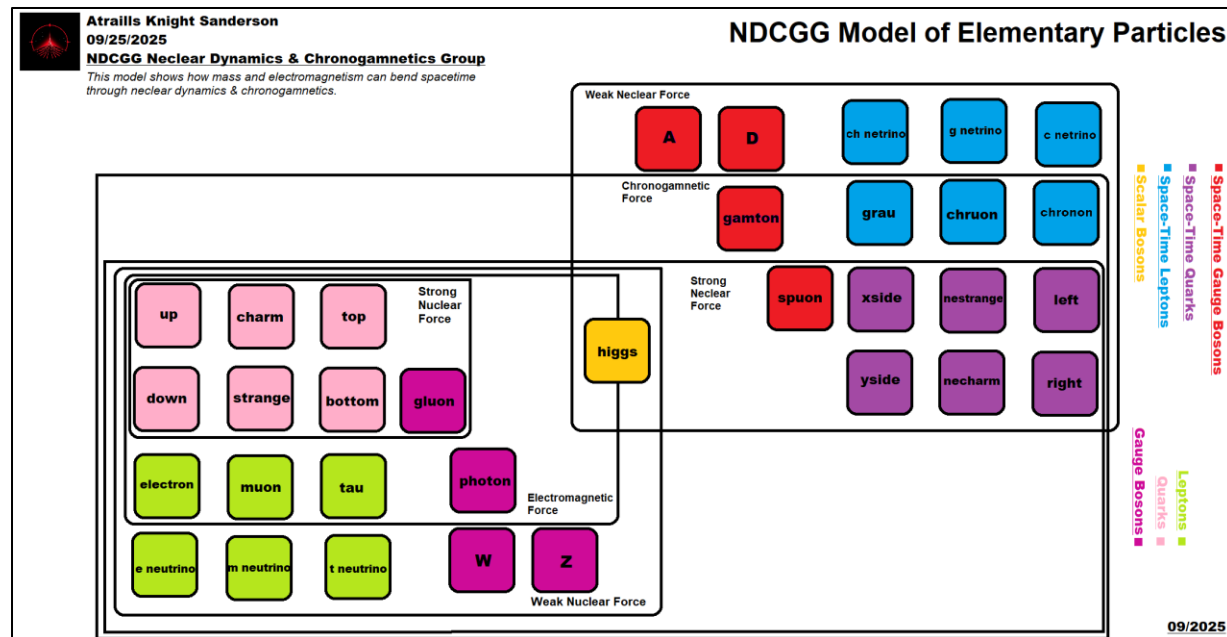 Atraills Knight Sanderson
09/25/2025
NDCGG Neclear Dynamics & Chronogamnetics Group
This model shows how mass and electromagnetism can bend spacetime
through neclear dynamics & chronogamnetics.
NDCGG Model of Elementary Particles
Weak Neclear Force
A
D
ch netrino
g netrino
c netrino
Chronogamnetic
Force
gamton
grau
chruon
chronon
Strong
Neclear
Force
spuon
xside
nestrange
left
yside
necharm
right
higgs
up
charm
top
Strong
Nuclear
Force
down
strange
bottom
gluon
electron
muon
tau
photon
Electromagnetic
Force
e neutrino
m neutrino
t neutrino
W
Z
Weak Nuclear Force
Space-Time Gauge Bosons
Space-Time Quarks
Space-Time Leptons
Scalar Bosons
Leptons
Quarks
Gauge Bosons
09/2025